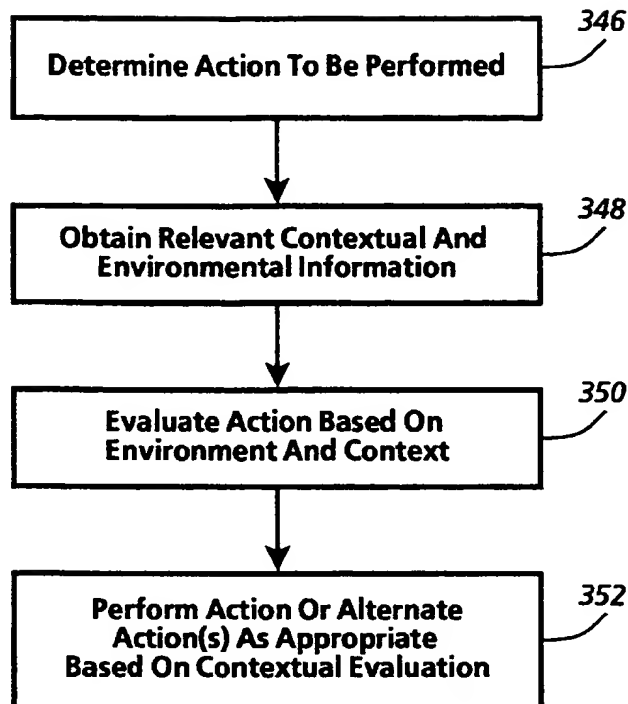 346
Determine Action To Be Performed
348
Obtain Relevant Contextual And
Environmental Information
350
Evaluate Action Based On
Environment And Context
352
Perform Action Or Alternate
Action(s) As Appropriate
Based On Contextual Evaluation